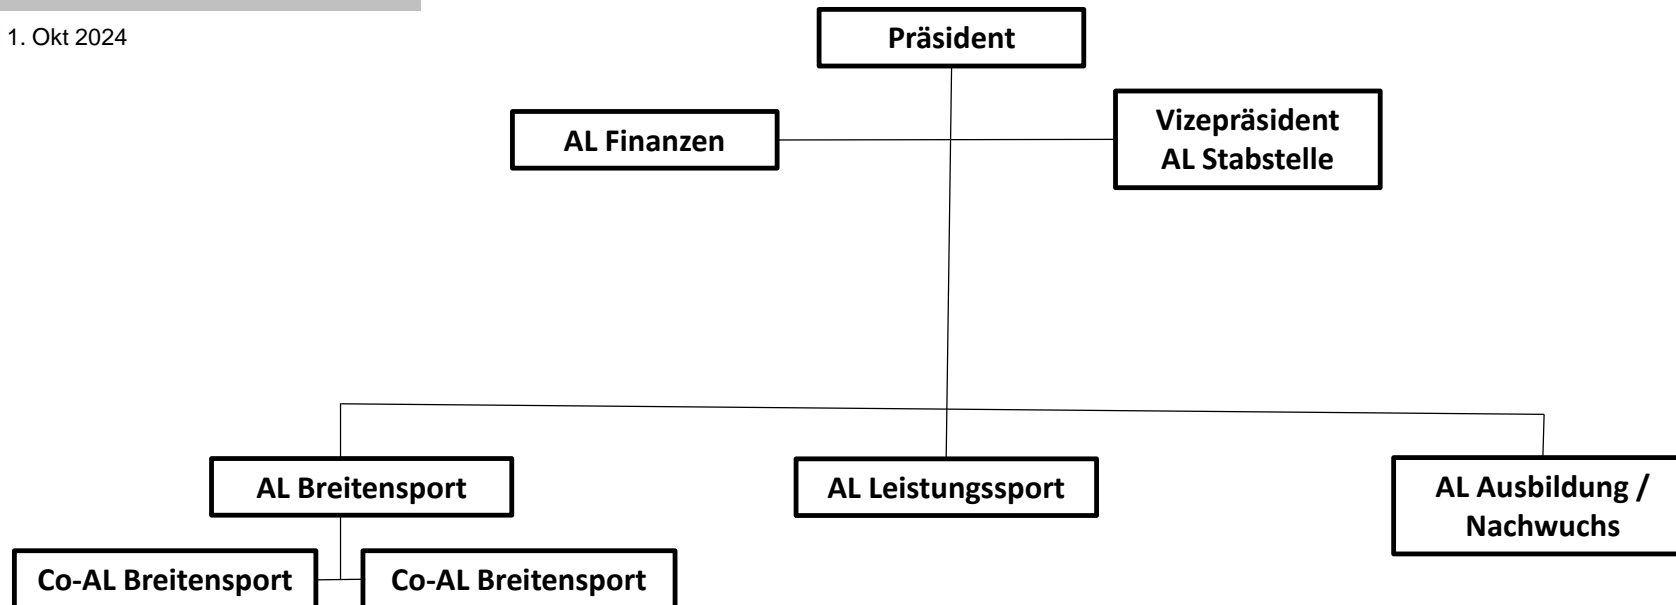 1. Okt 2024
Präsident
AL Finanzen
Vizepräsident
AL Stabstelle
AL Breitensport
AL Leistungssport
AL Ausbildung /
Nachwuchs
Co-AL Breitensport
Co-AL Breitensport